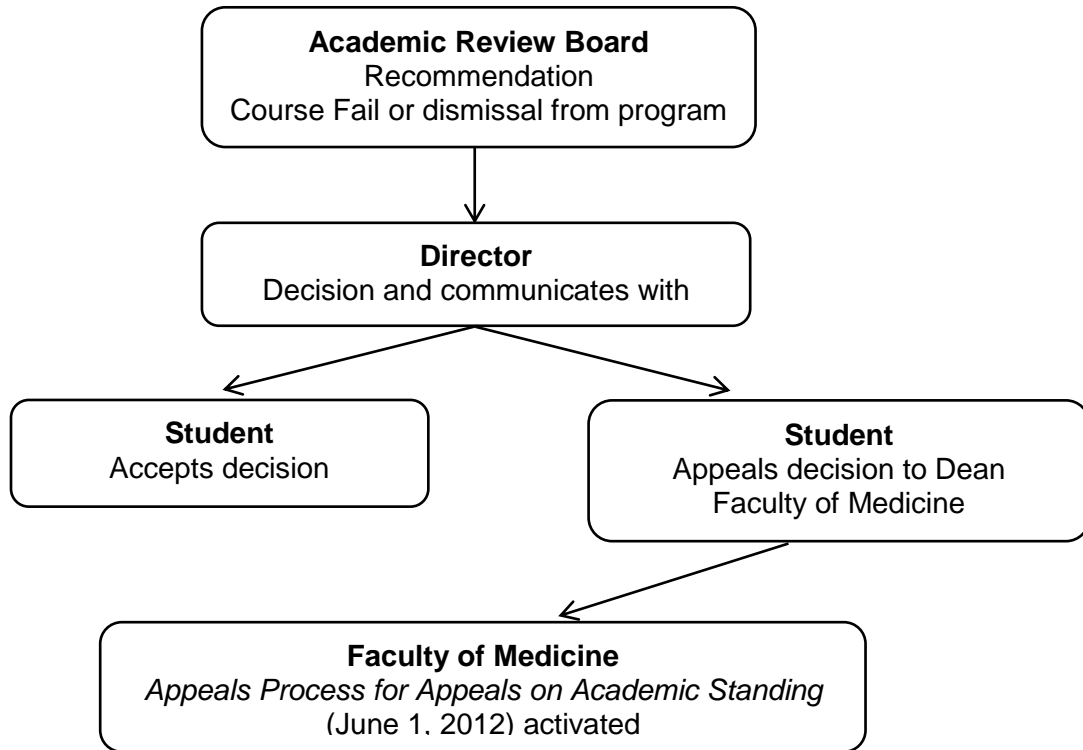 Academic Review Board
Recommendation
Course Fail or dismissal from program
Director
Decision and communicates with
Student
Accepts decision
Student
Appeals decision to Dean
Faculty of Medicine
Faculty of Medicine
Appeals Process for Appeals on Academic Standing
(June 1, 2012) activated